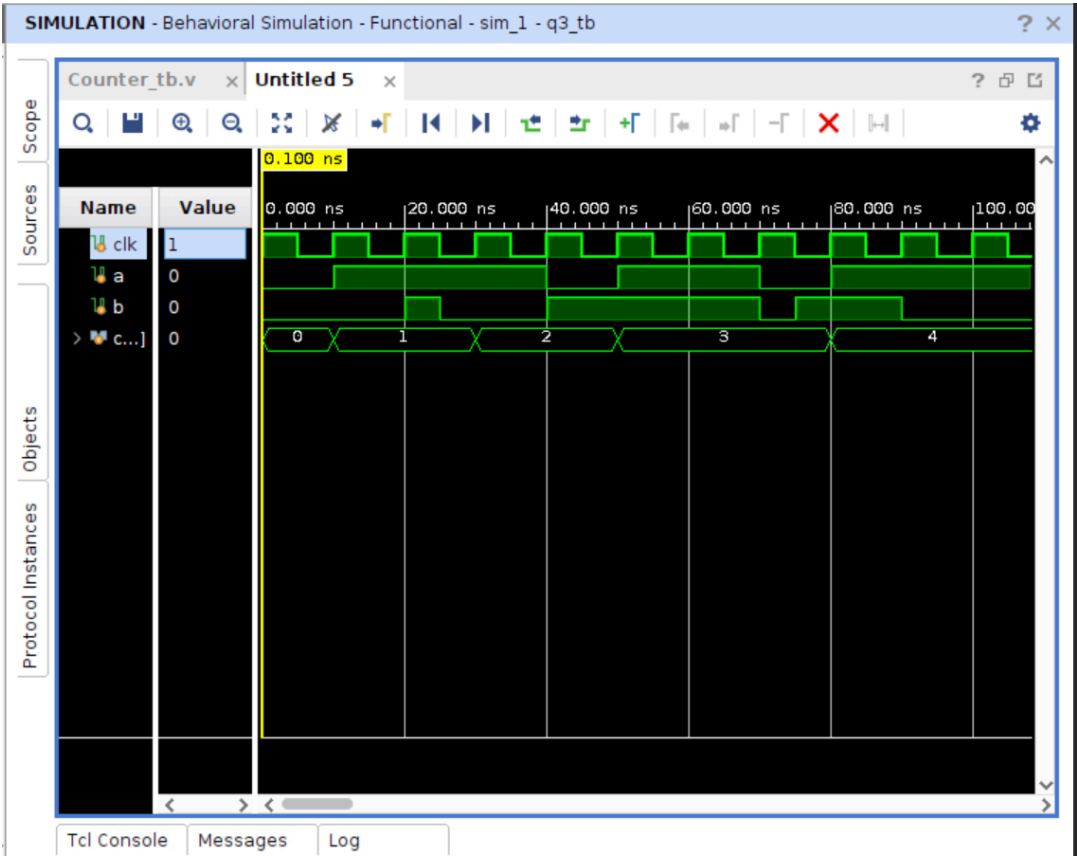 SIMULATION - Behavioral Simulation - Functional - sim_1 - q3_tb
? ×
Scope
Sources
Objects
Protocol Instances
Counter_tb.v ×
Untitled 5 ×
?
0.100 ns
Name
Value
0.000 ns
20.000 ns
40.000 ns
60.000 ns
80.000 ns
100.00
clk
1
a
0
b
0
> c...]
0
0
1
2
3
4
Tcl Console
Messages
Log